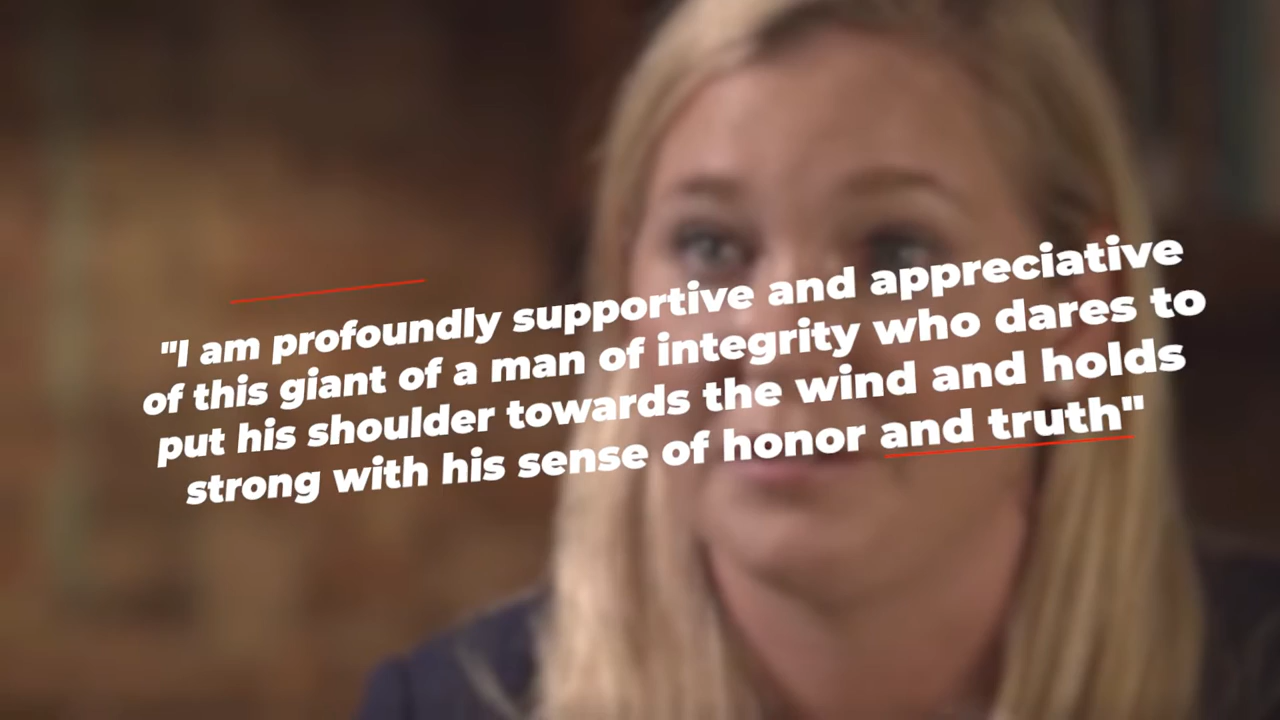 "I am profoundly supportive and appreciative
of this giant of a man of integrity who dares to
put his shoulder towards the wind and holds
strong with his sense of honor and truth"